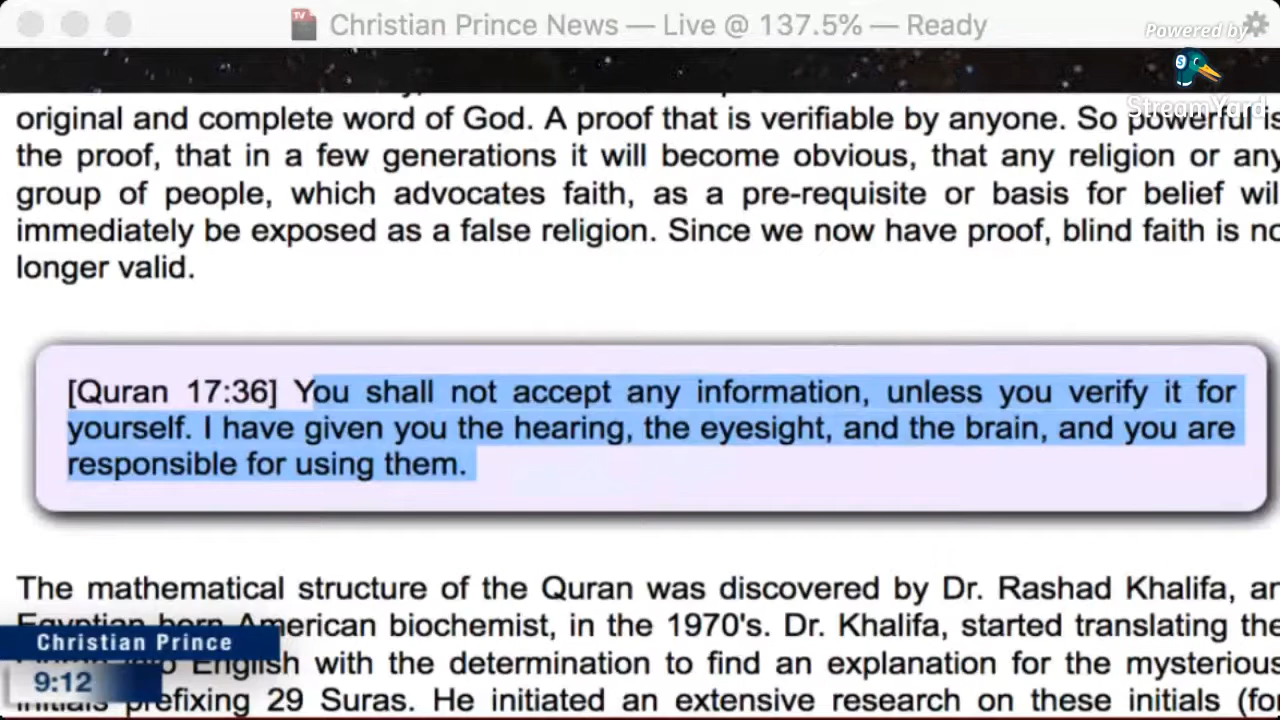 Christian Prince News — Live @ 137.5% — Ready
Powered by
StreamYard
original and complete word of God. A proof that is verifiable by anyone. So powerful is
the proof, that in a few generations it will become obvious, that any religion or any
group of people, which advocates faith, as a pre-requisite or basis for belief wil
immediately be exposed as a false religion. Since we now have proof, blind faith is no
longer valid.
[Quran 17:36] You shall not accept any information, unless you verify it for
yourself. I have given you the hearing, the eyesight, and the brain, and you are
responsible for using them.
The mathematical structure of the Quran was discovered by Dr. Rashad Khalifa, an
Egyptian born American biochemist, in the 1970's. Dr. Khalifa, started translating the
Christian Prince
into English with the determination to find an explanation for the mysterious
9:12
initials prefixing 29 Suras. He initiated an extensive research on these initials (for